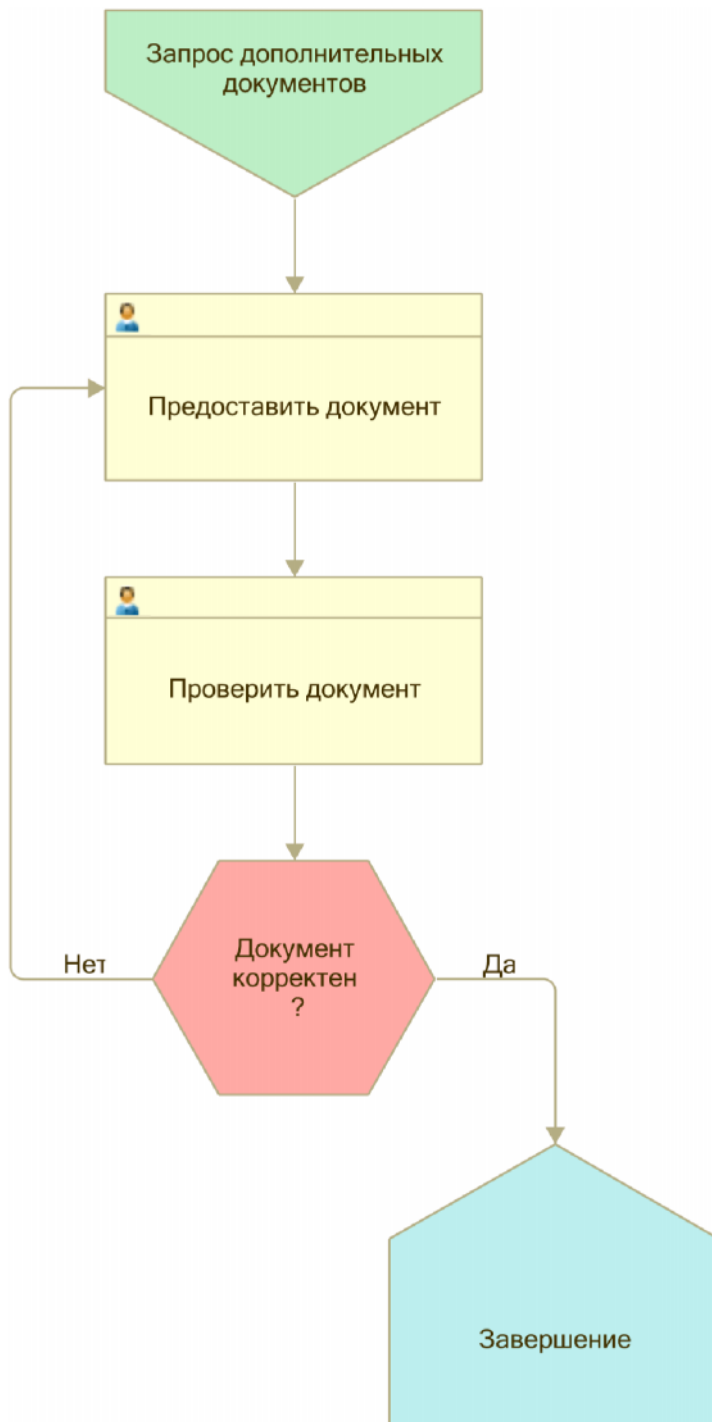 Запрос дополнительных
документов
Предоставить документ
Проверить документ
Документ
корректен
?
Нет
Да
Завершение